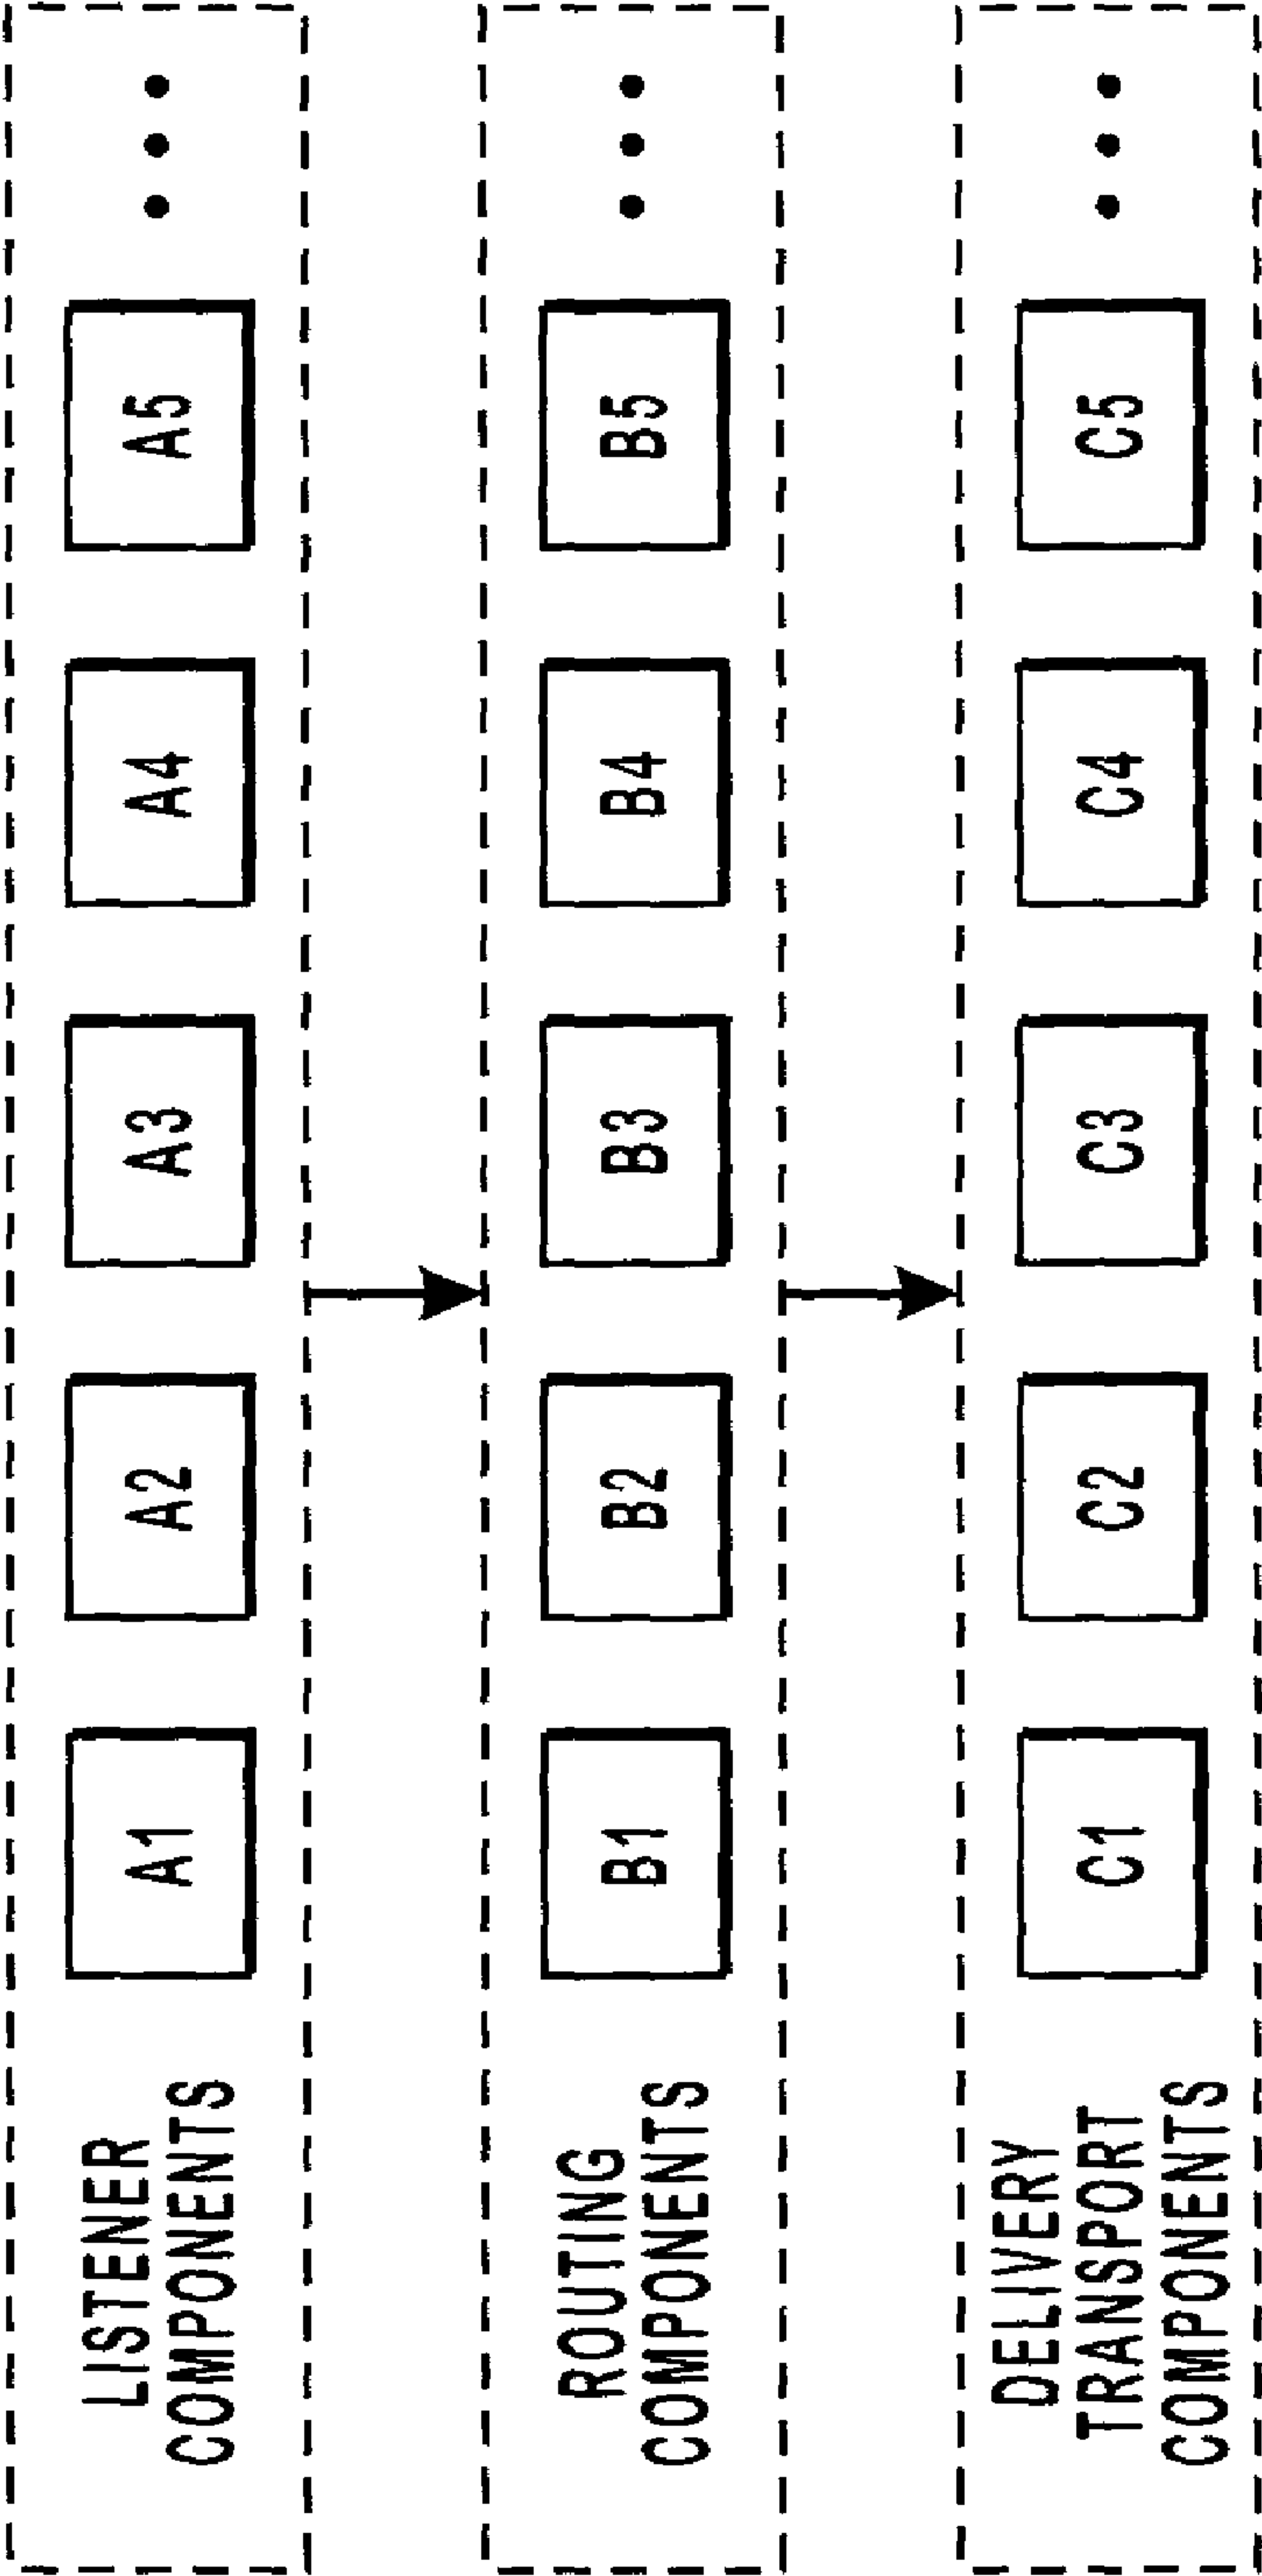 LISTENER
COMPONENTS
A1 A2 A3 A4 A5
ROUTING
COMPONENTS
B1 B2 B3 B4 B5
DELIVERY
TRANSPORT
COMPONENTS
C1 C2 C3 C4 C5